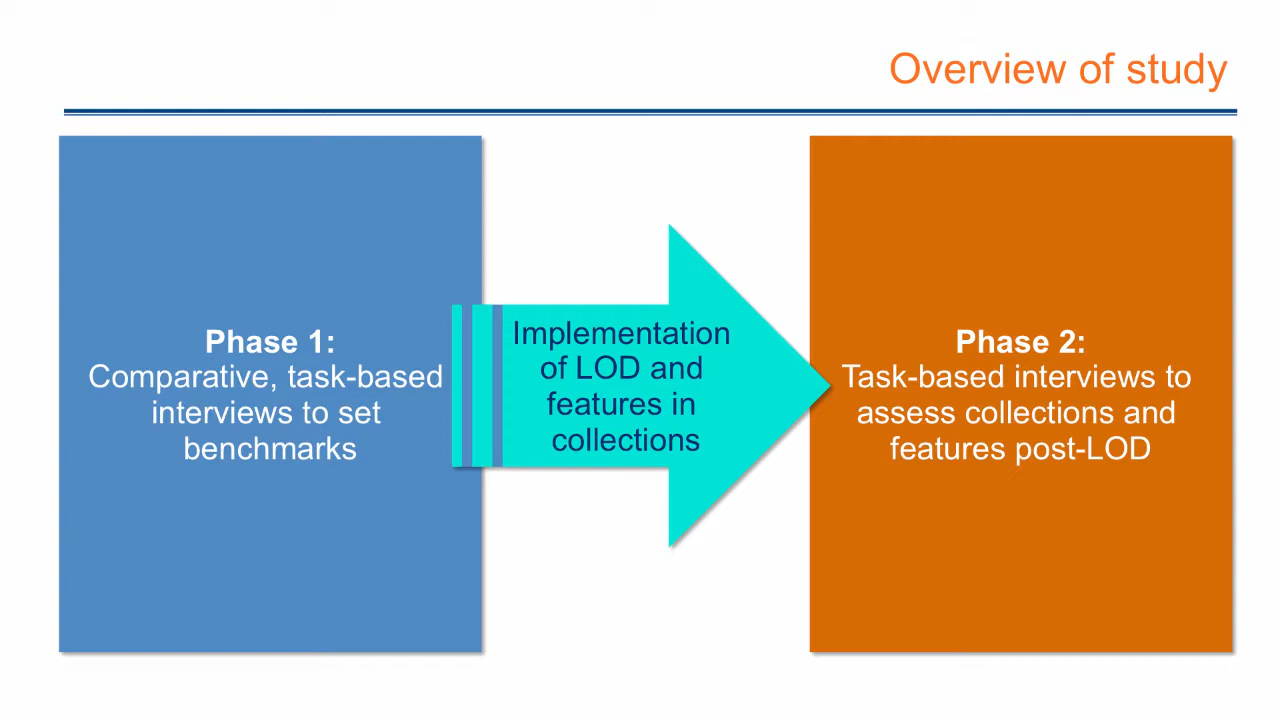 Overview of study
Phase 1:
Comparative, task-based
interviews to set
benchmarks
Implementation
of LOD and
features in
collections
Phase 2:
Task-based interviews to
assess collections and
features post-LOD